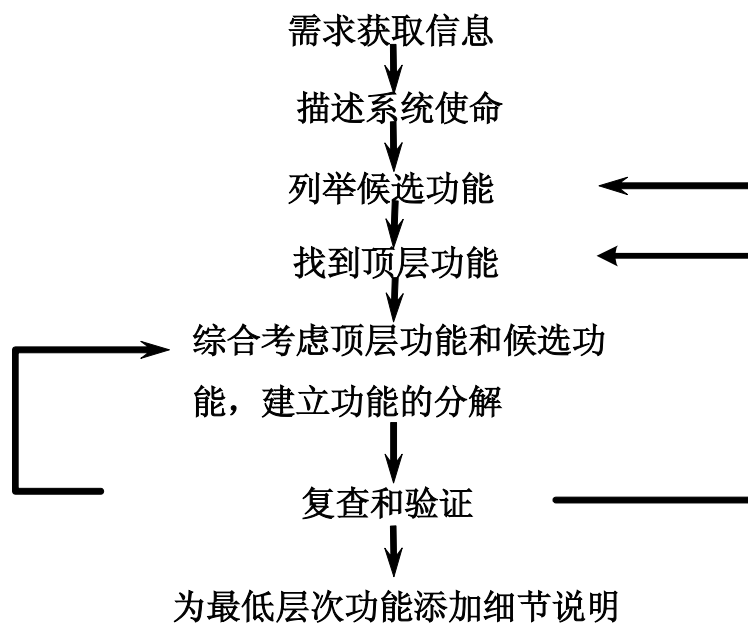 需求获取信息
描述系统使命
列举候选功能
找到顶层功能
综合考虑顶层功能和候选功
能，建立功能的分解
复查和验证
为最低层次功能添加细节说明